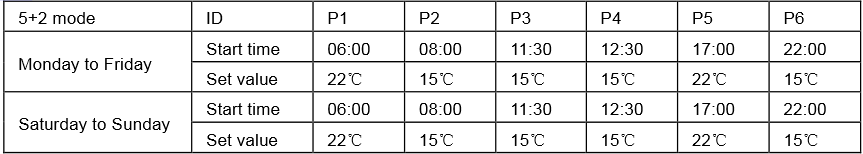 5+2 mode ID P1 P2 P3 P4 P5 P6
Monday to Friday Start time 06:00 08:00 11:30 12:30 17:00 22:00
Set value 22℃ 15℃ 15℃ 15℃ 22℃ 15℃
Saturday to Sunday Start time 06:00 08:00 11:30 12:30 17:00 22:00
Set value 22℃ 15℃ 15℃ 15℃ 22℃ 15℃